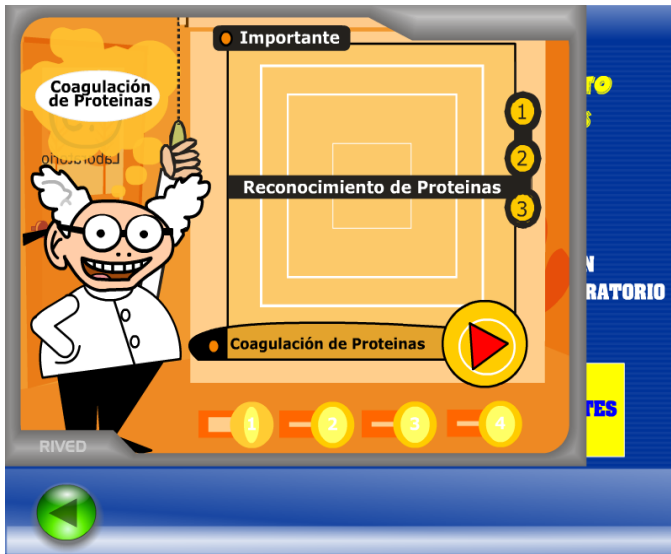 Importante
Coagulación
de Proteinas
Laboratorio
1
2
Reconocimiento de Proteinas
3
Coagulación de Proteinas
1
2
3
4
RIVED
RATORIO
TES